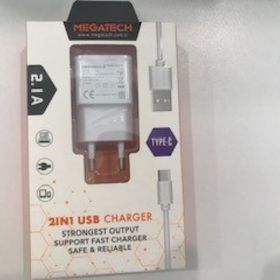 MEGATECH
www.megatech.com.tr
2.1A
TYPE-C
2IN1 USB CHARGER
STRONGEST OUTPUT
SUPPORT FAST CHARGER
SAFE & RELIABLE